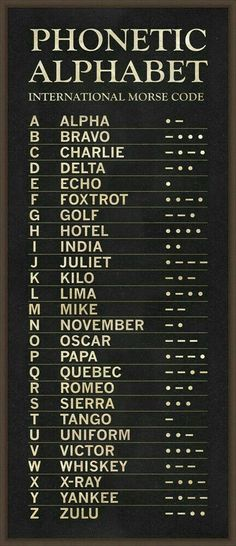 PHONETIC
ALPHABET
INTERNATIONAL MORSE CODE
A ALPHA • –
B BRAVO – • • •
C CHARLIE – • – •
D DELTA – • •
E ECHO •
F FOXTROT • • – •
G GOLF – – •
H HOTEL • • • •
I INDIA • •
J JULIET • – – –
K KILO – • –
L LIMA • – • •
M MIKE – –
N NOVEMBER – •
O OSCAR – – –
P PAPA • – – •
Q QUEBEC – – • –
R ROMEO • – •
S SIERRA • • •
T TANGO –
U UNIFORM • • –
V VICTOR • • • –
W WHISKEY • – –
X X-RAY – • • –
Y YANKEE – • – –
Z ZULU – – • •